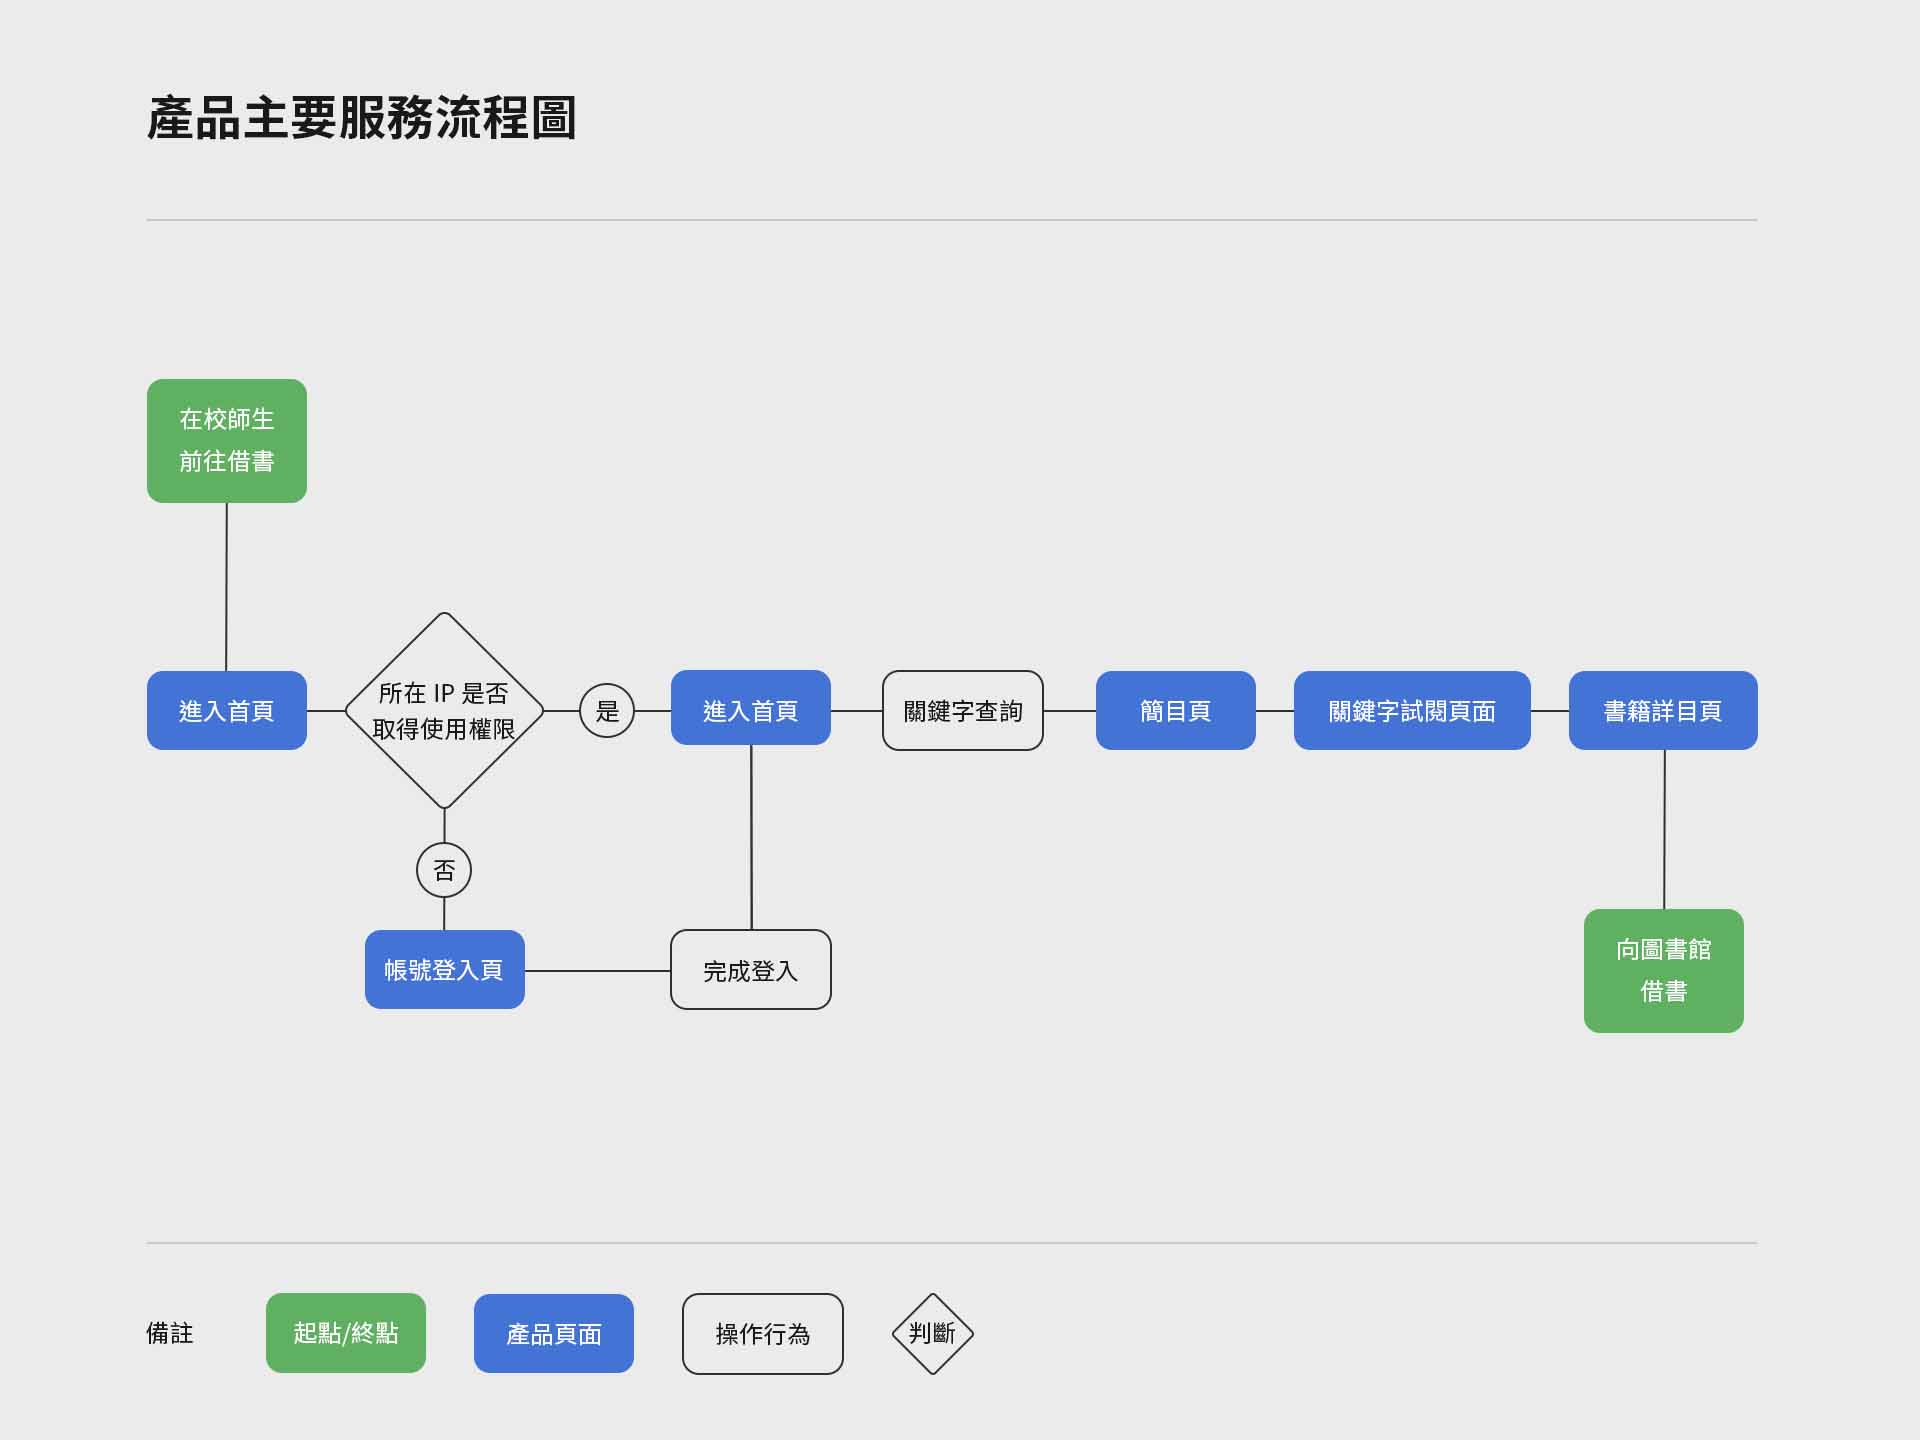 產品主要服務流程圖
在校師生
前往借書
進入首頁
所在 IP 是否
取得使用權限
是
進入首頁
關鍵字查詢
簡目頁
關鍵字試閱頁面
書籍詳目頁
否
帳號登入頁
完成登入
向圖書館
借書
備註
起點/終點
產品頁面
操作行為
判斷